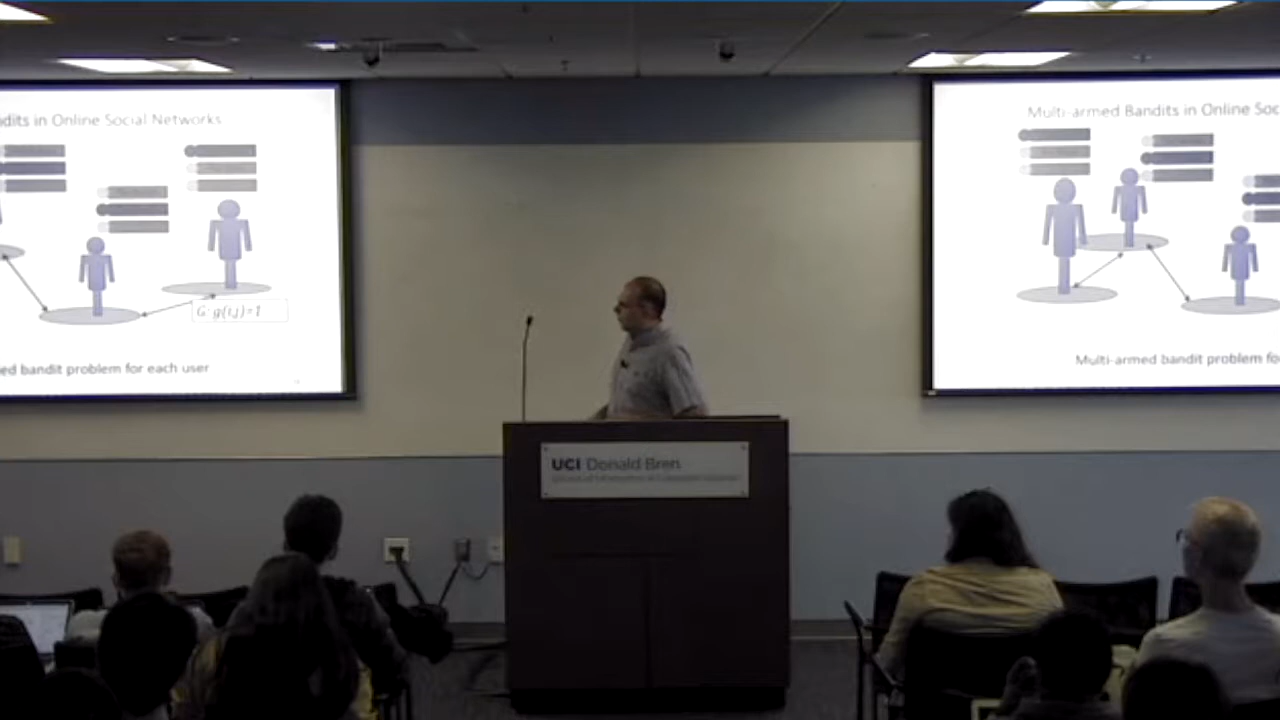 dits in Online Social Networks
G: g(i,j)=1
ed bandit problem for each user
Multi-armed Bandits in Online Soc
Multi-armed bandit problem fo
UCI Donald Bren